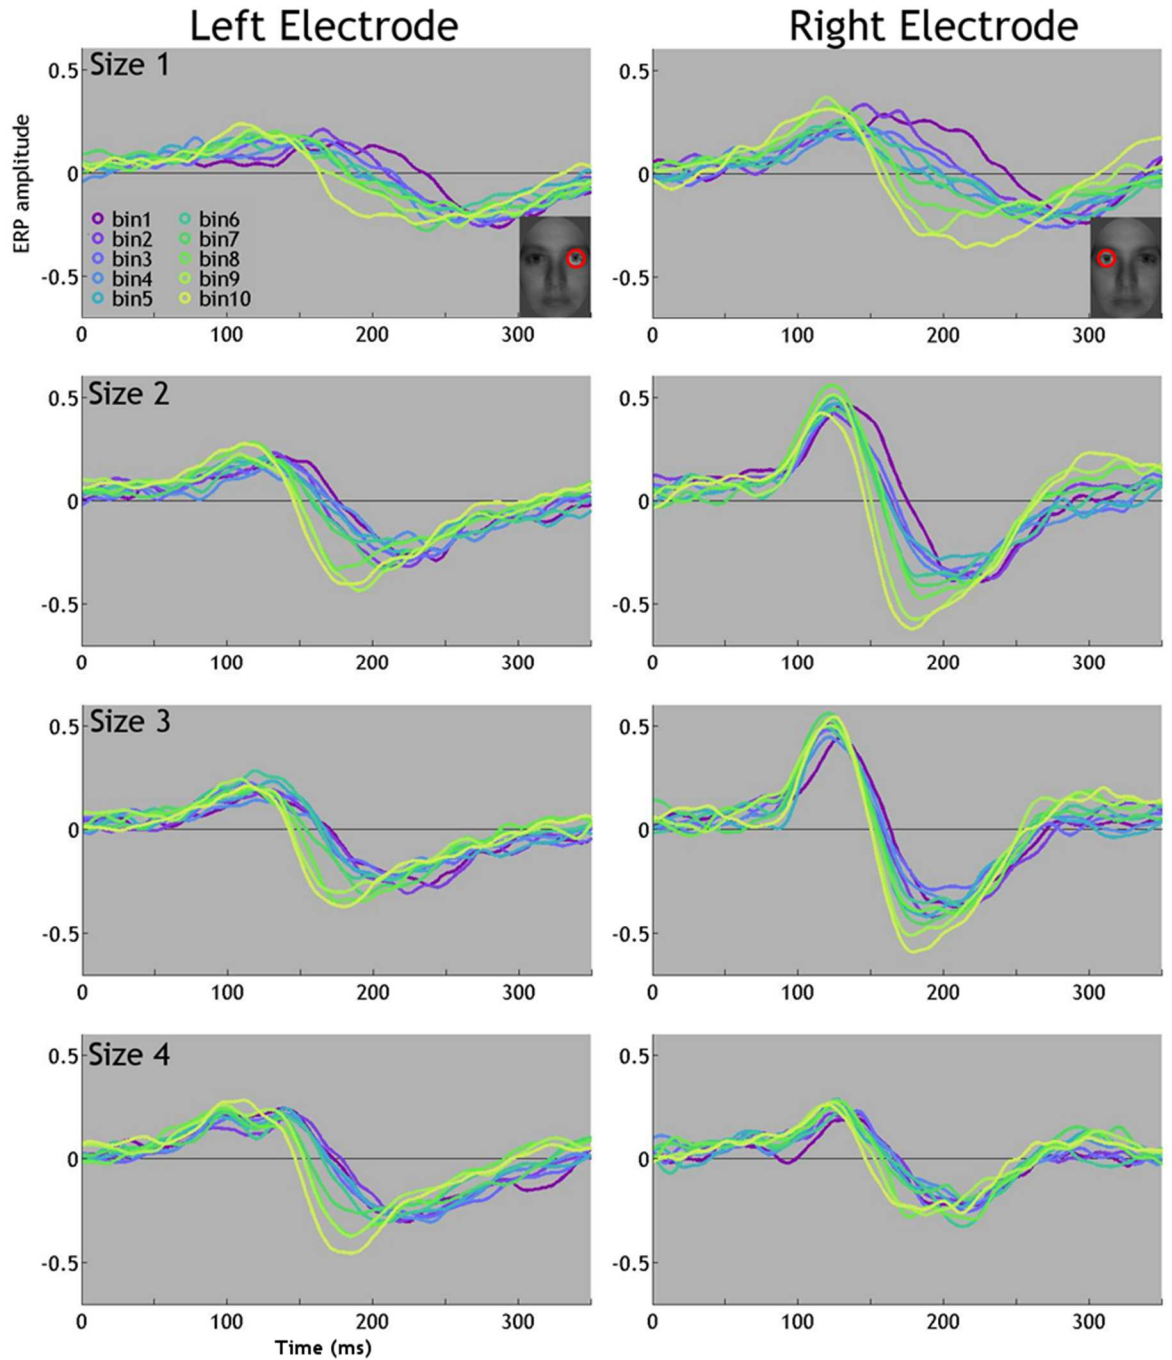 Left Electrode
Right Electrode
Size 1
0.5
0
-0.5
ERP amplitude
bin1
bin2
bin3
bin4
bin5
bin6
bin7
bin8
bin9
bin10
0 100 200 300
0.5
0
-0.5
0 100 200 300
Size 2
0.5
0
-0.5
0 100 200 300
0.5
0
-0.5
0 100 200 300
Size 3
0.5
0
-0.5
0 100 200 300
0.5
0
-0.5
0 100 200 300
Size 4
0.5
0
-0.5
0 100 200 300
Time (ms)
0.5
0
-0.5
0 100 200 300